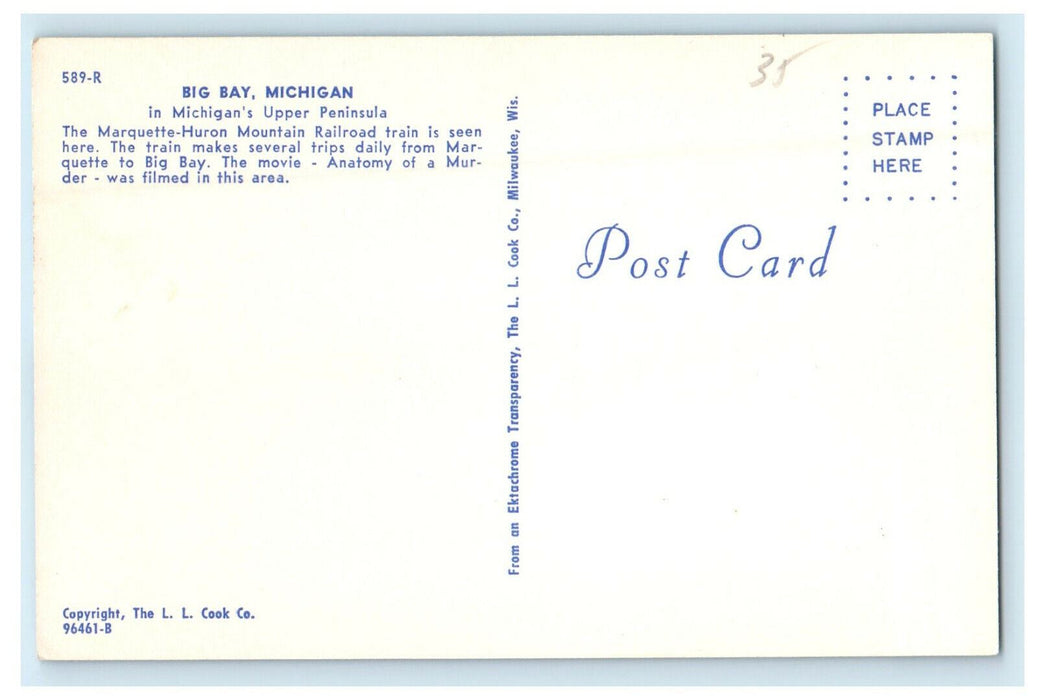 589-R
BIG BAY, MICHIGAN
in Michigan's Upper Peninsula
The Marquette-Huron Mountain Railroad train is seen
here. The train makes several trips daily from Mar-
quette to Big Bay. The movie - Anatomy of a Mur-
der - was filmed in this area.
Copyright, The L. L. Cook Co.
96461-B
From an Ektachrome Transparency, The L. L. Cook Co., Milwaukee, Wis.
35
PLACE
STAMP
HERE
Post Card